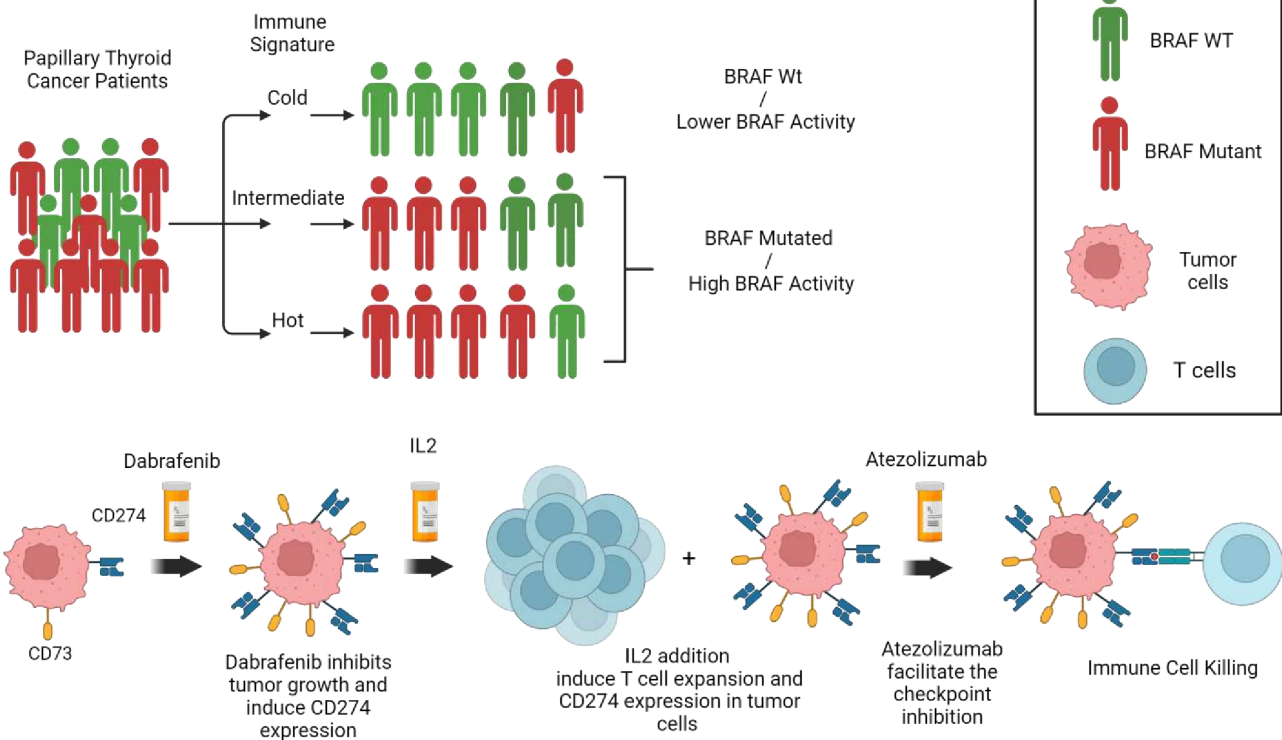 Papillary Thyroid
Cancer Patients
Immune
Signature
Cold
Intermediate
Hot
BRAF Wt
/
Lower BRAF Activity
BRAF Mutated
/
High BRAF Activity
BRAF WT
BRAF Mutant
Tumor
cells
T cells
CD274
CD73
Dabrafenib
Dabrafenib inhibits
tumor growth and
induce CD274
expression
IL2
IL2 addition
induce T cell expansion and
CD274 expression in tumor
cells
+
Atezolizumab
Atezolizumab
facilitate the
checkpoint
inhibition
Immune Cell Killing